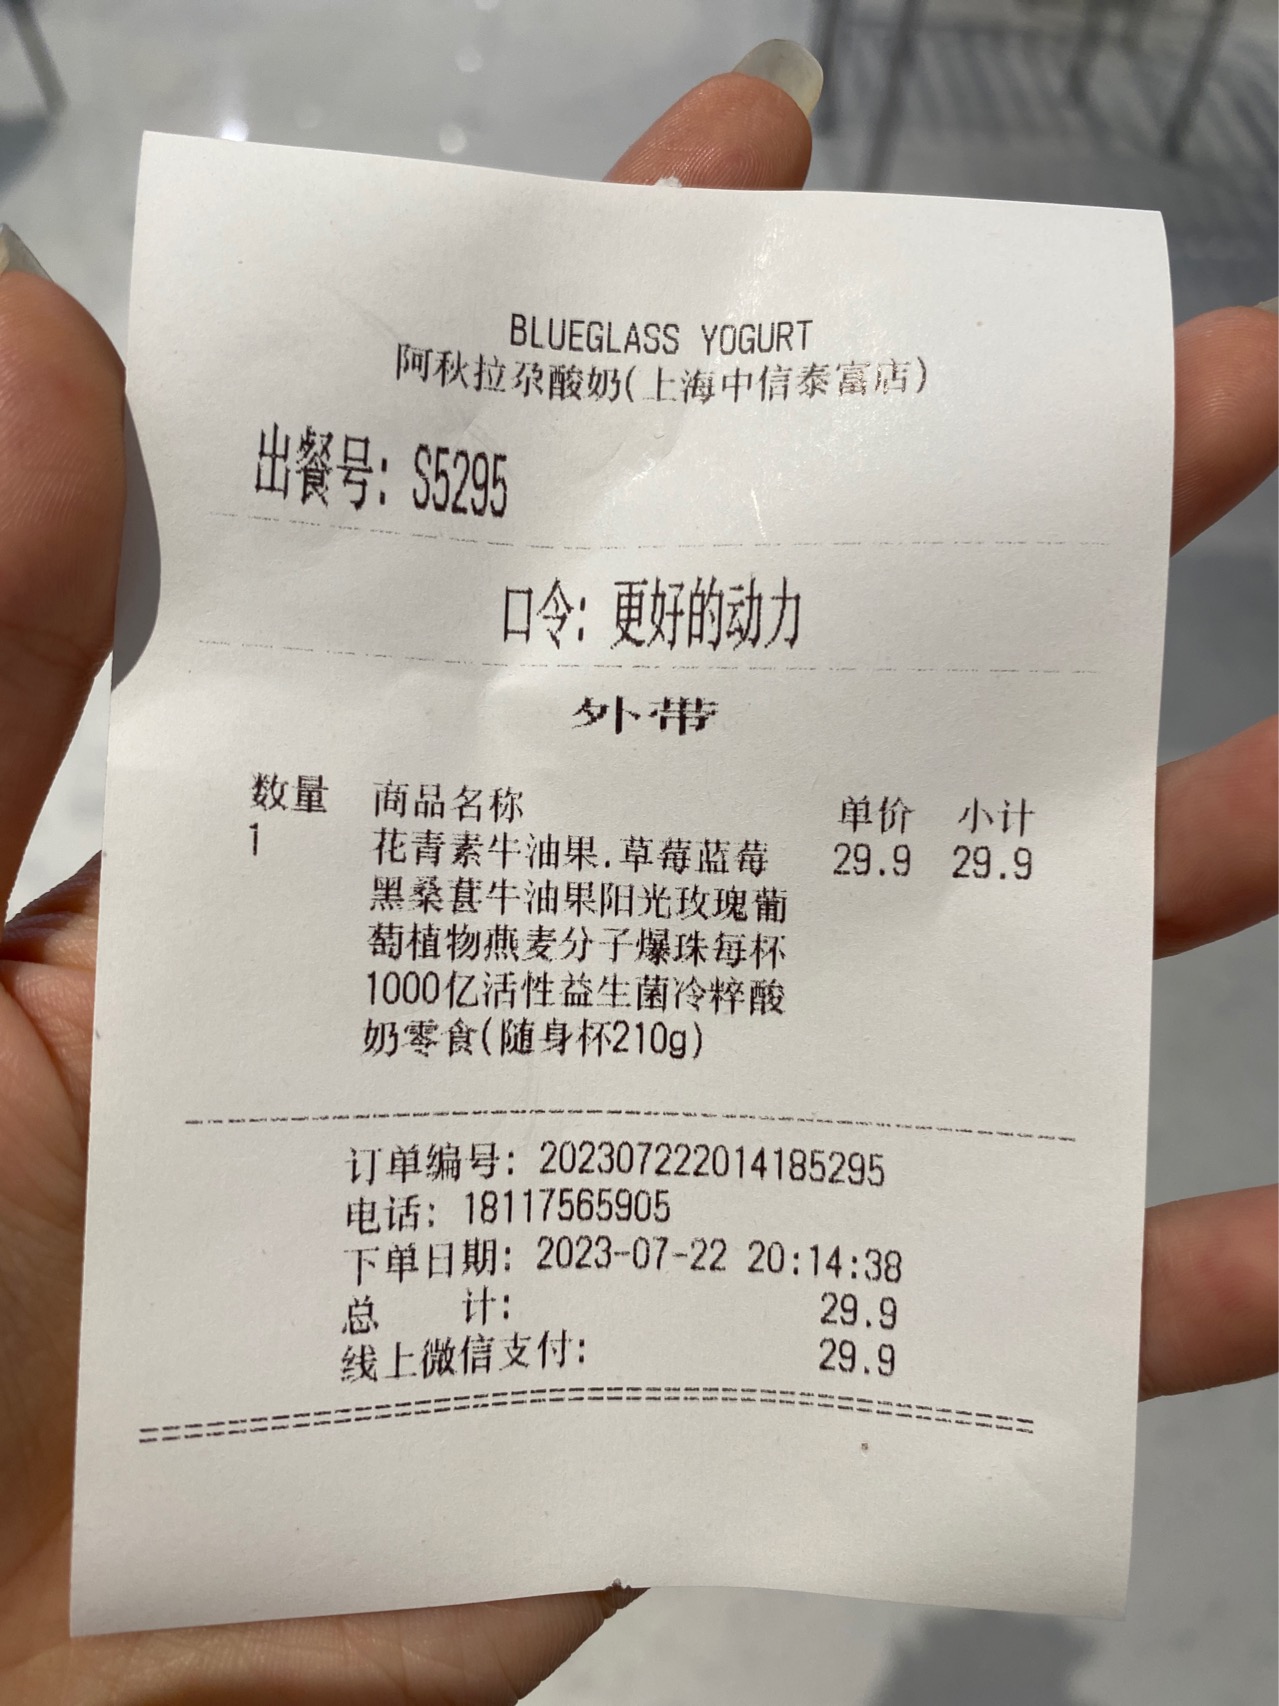 BLUEGLASS YOGURT
阿秋拉尕酸奶(上海中信泰富店)
出餐号: S5295
口令: 更好的动力
外带
数量 商品名称 单价 小计
1 花青素牛油果.草莓蓝莓 29.9 29.9
黑桑葚牛油果阳光玫瑰葡
萄植物燕麦分子爆珠每杯
1000亿活性益生菌冷粹酸
奶零食(随身杯210g)
订单编号: 202307222014185295
电话: 18117565905
下单日期: 2023-07-22 20:14:38
总 计: 29.9
线上微信支付: 29.9